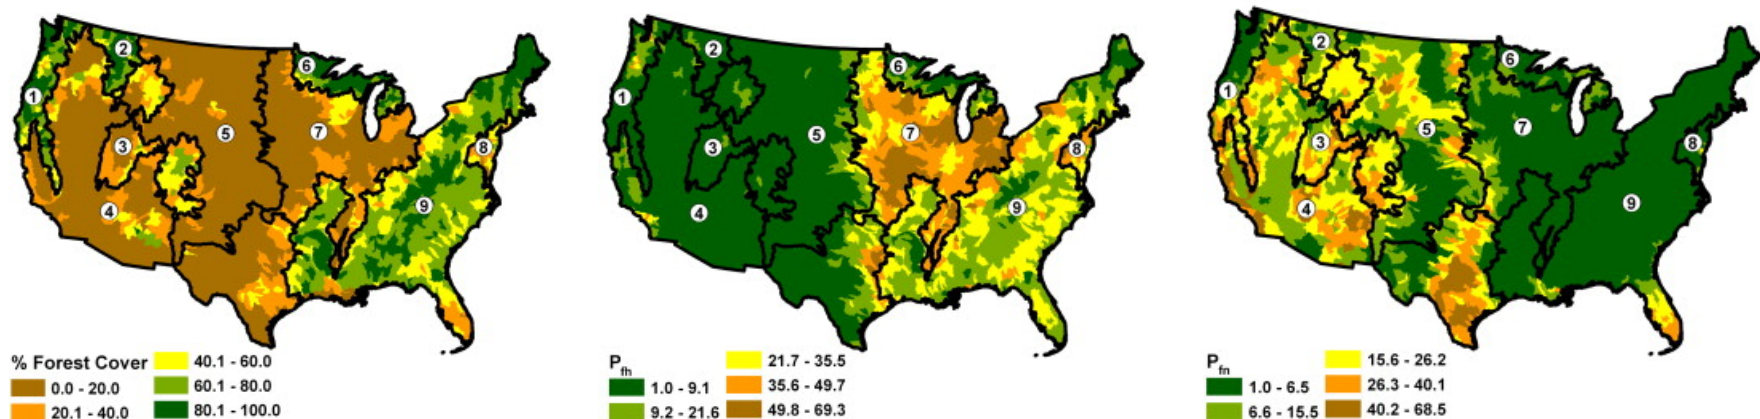 1
2
3
4
5
6
7
8
9
% Forest Cover
0.0 - 20.0
20.1 - 40.0
40.1 - 60.0
60.1 - 80.0
80.1 - 100.0
1
2
3
4
5
6
7
8
9
Pfh
1.0 - 9.1
9.2 - 21.6
21.7 - 35.5
35.6 - 49.7
49.8 - 69.3
1
2
3
4
5
6
7
8
9
Pfn
1.0 - 6.5
6.6 - 15.5
15.6 - 26.2
26.3 - 40.1
40.2 - 68.5